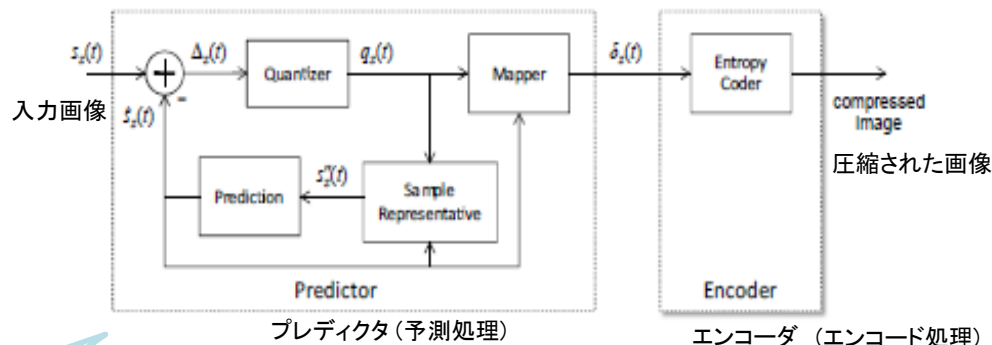 s_z(t)
Δ_z(t)
Quantizer
q_z(t)
Mapper
δ_z(t)
Entropy
Coder
入力画像
ŝ_z(t)
compressed
Image
圧縮された画像
Prediction
s″_z(t)
Sample
Representative
Predictor
Encoder
プレディクタ（予測処理）
エンコーダ （エンコード処理）